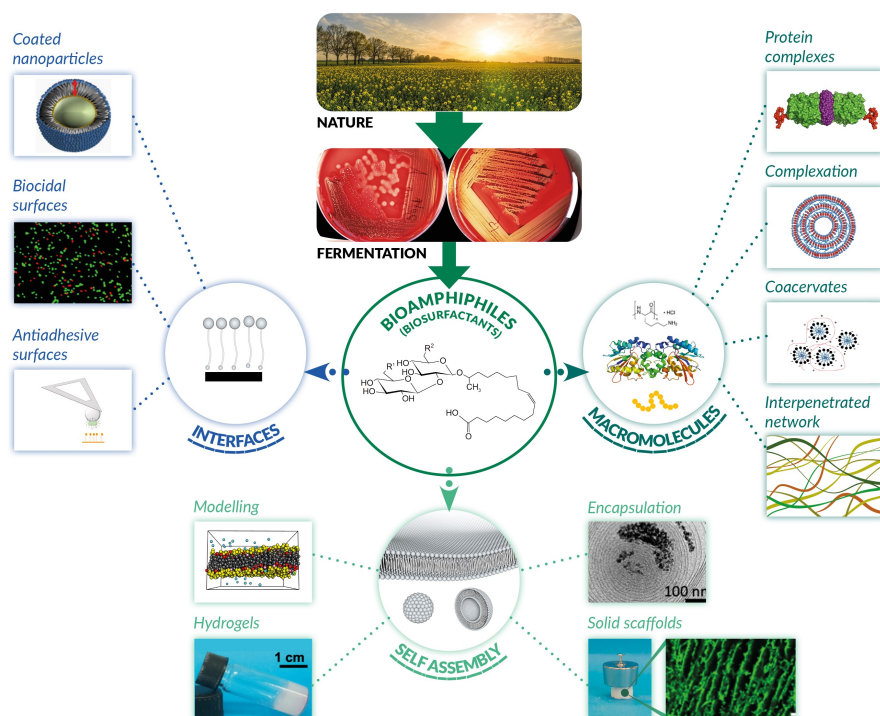 Coated
nanoparticles
Biocidal
surfaces
Antiadhesive
surfaces
NATURE
FERMENTATION
BIOAMPHIPHILES
(BIOSURFACTANTS)
R¹
R²
HO
HO
OH
HO
HO
OH
O
O
O
O
CH₃
HO
O
INTERFACES
Protein
complexes
Complexation
Coacervates
Interpenetrated
network
H
N
O
• HCl
NH₂
MACROMOLECULES
Modelling
Hydrogels
1 cm
SELF ASSEMBLY
Encapsulation
100 nm
Solid scaffolds